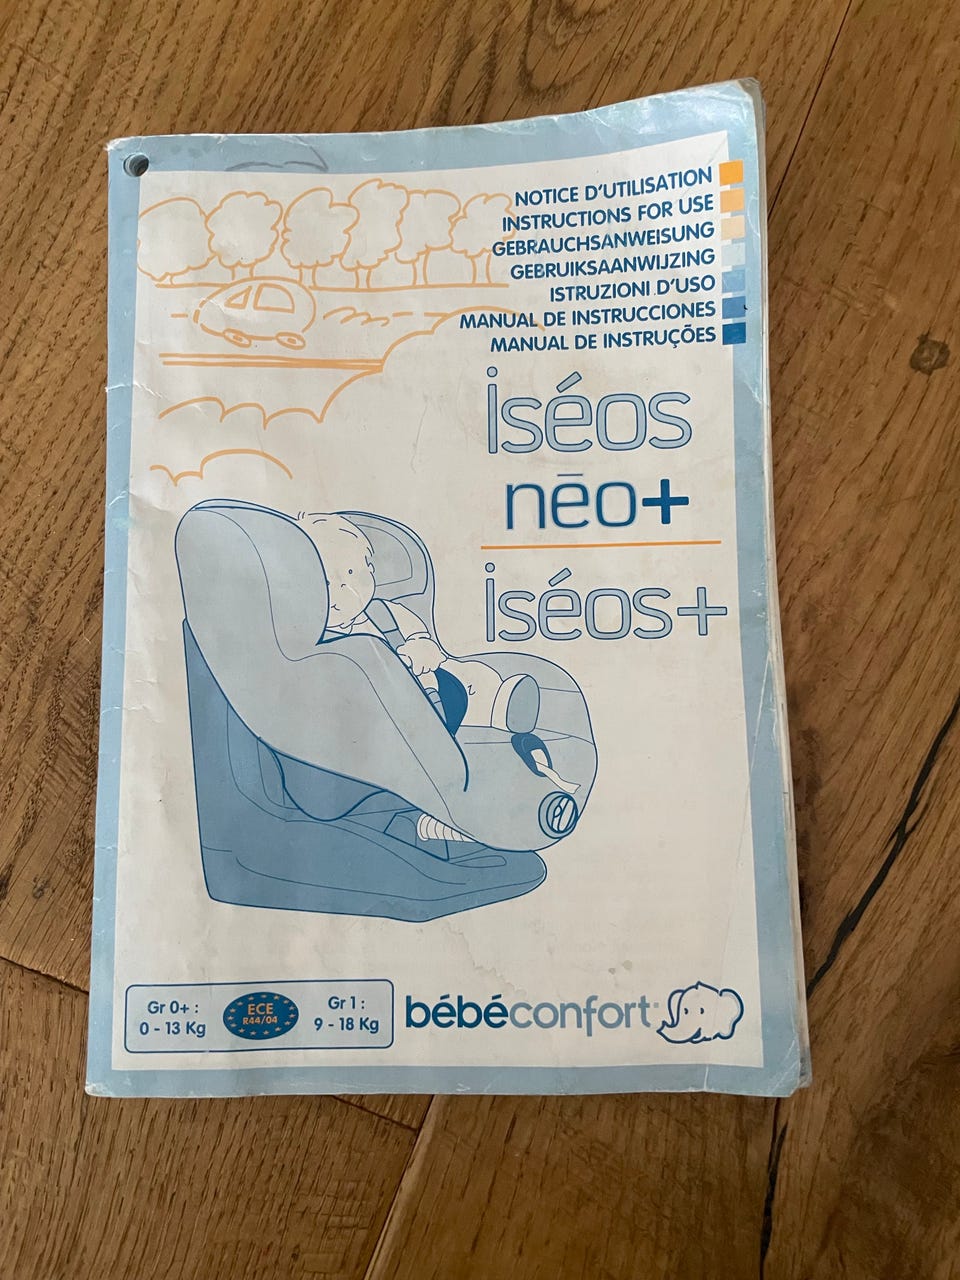 NOTICE D'UTILISATION
INSTRUCTIONS FOR USE
GEBRAUCHSANWEISUNG
GEBRUIKSAANWIJZING
ISTRUZIONI D'USO
MANUAL DE INSTRUCCIONES
MANUAL DE INSTRUÇÕES
iséos
nēo+
iséos+
Gr 0+ :
0 - 13 Kg
ECE
R44/04
Gr 1 :
9 - 18 Kg
bébéconfort